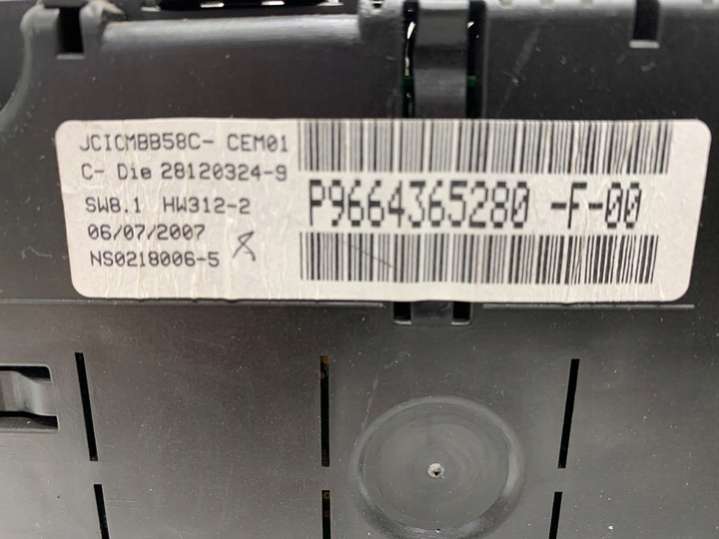 JCICMBB58C- CEM01
C- Die 28120324-9
SW8.1 HW312-2
06/07/2007
NS0218006-5
P9664365280 -F-00